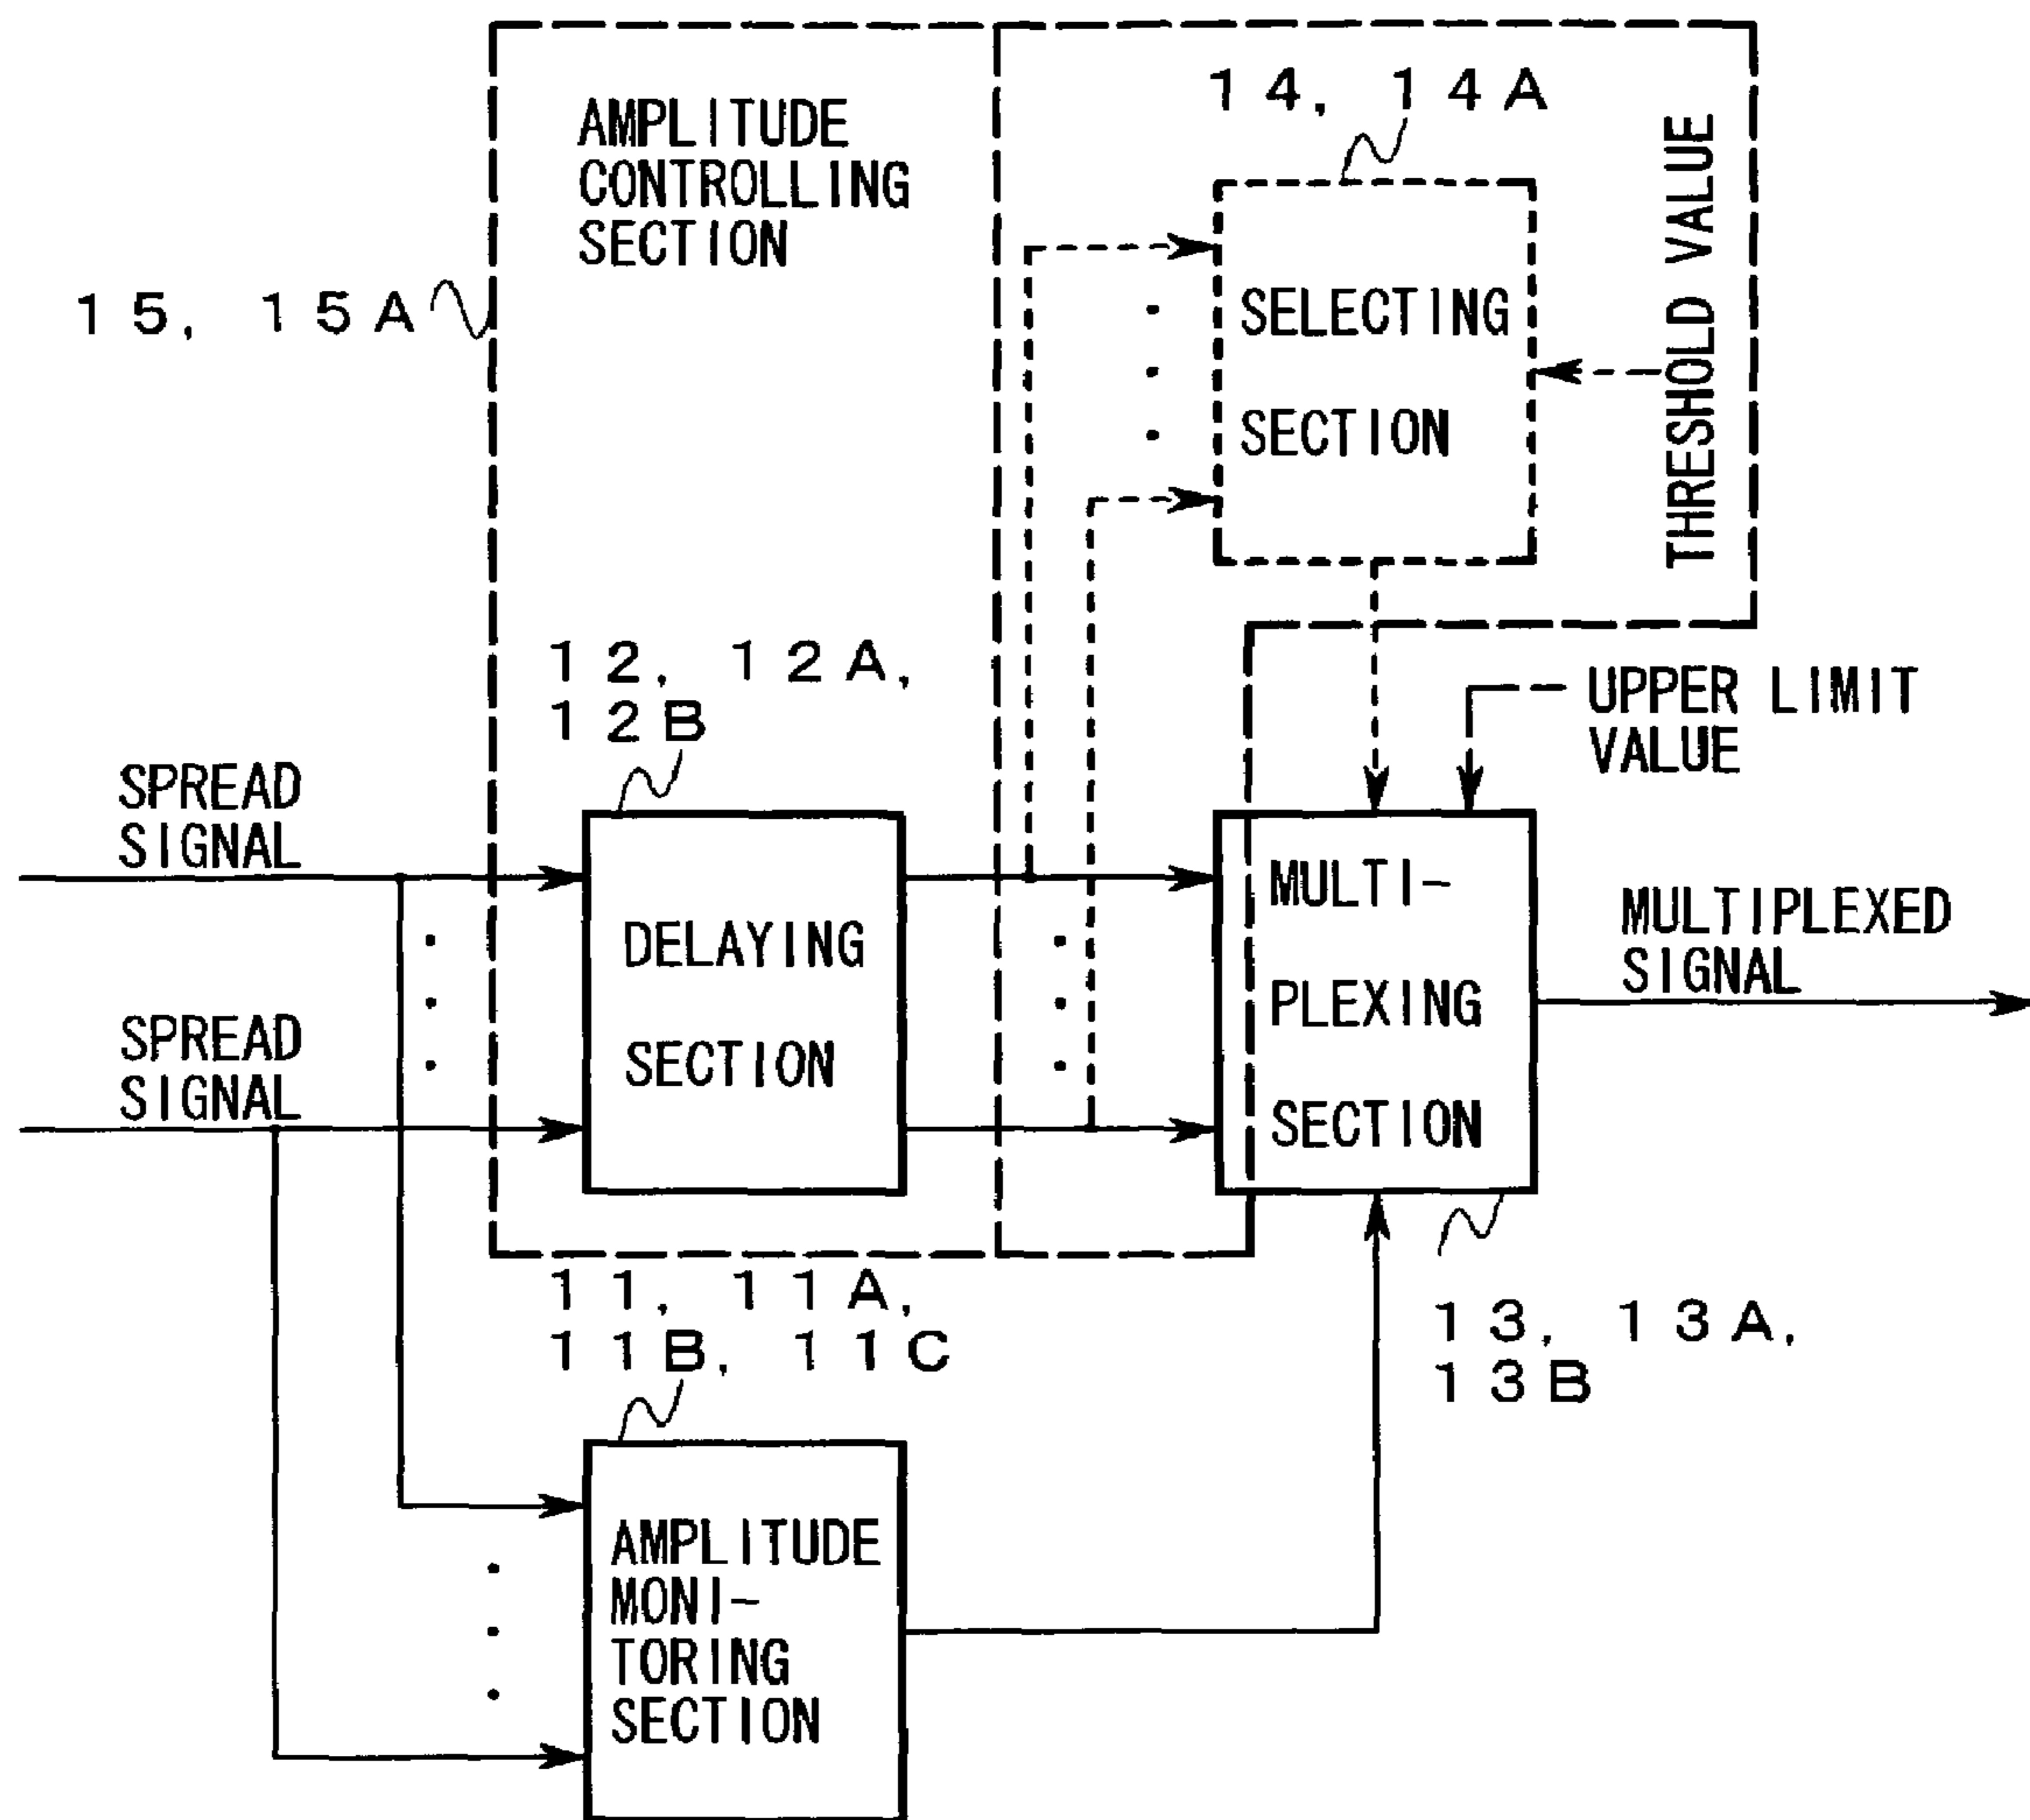 AMPLITUDE
CONTROLLING
SECTION
14, 14A
THRESHOLD VALUE
15, 15A
SELECTING
SECTION
12, 12A,
12B
UPPER LIMIT
VALUE
SPREAD
SIGNAL
DELAYING
SECTION
MULTI-
PLEXING
SECTION
MULTIPLEXED
SIGNAL
SPREAD
SIGNAL
11, 11A,
11B, 11C
13, 13A,
13B
AMPLITUDE
MONI-
TORING
SECTION